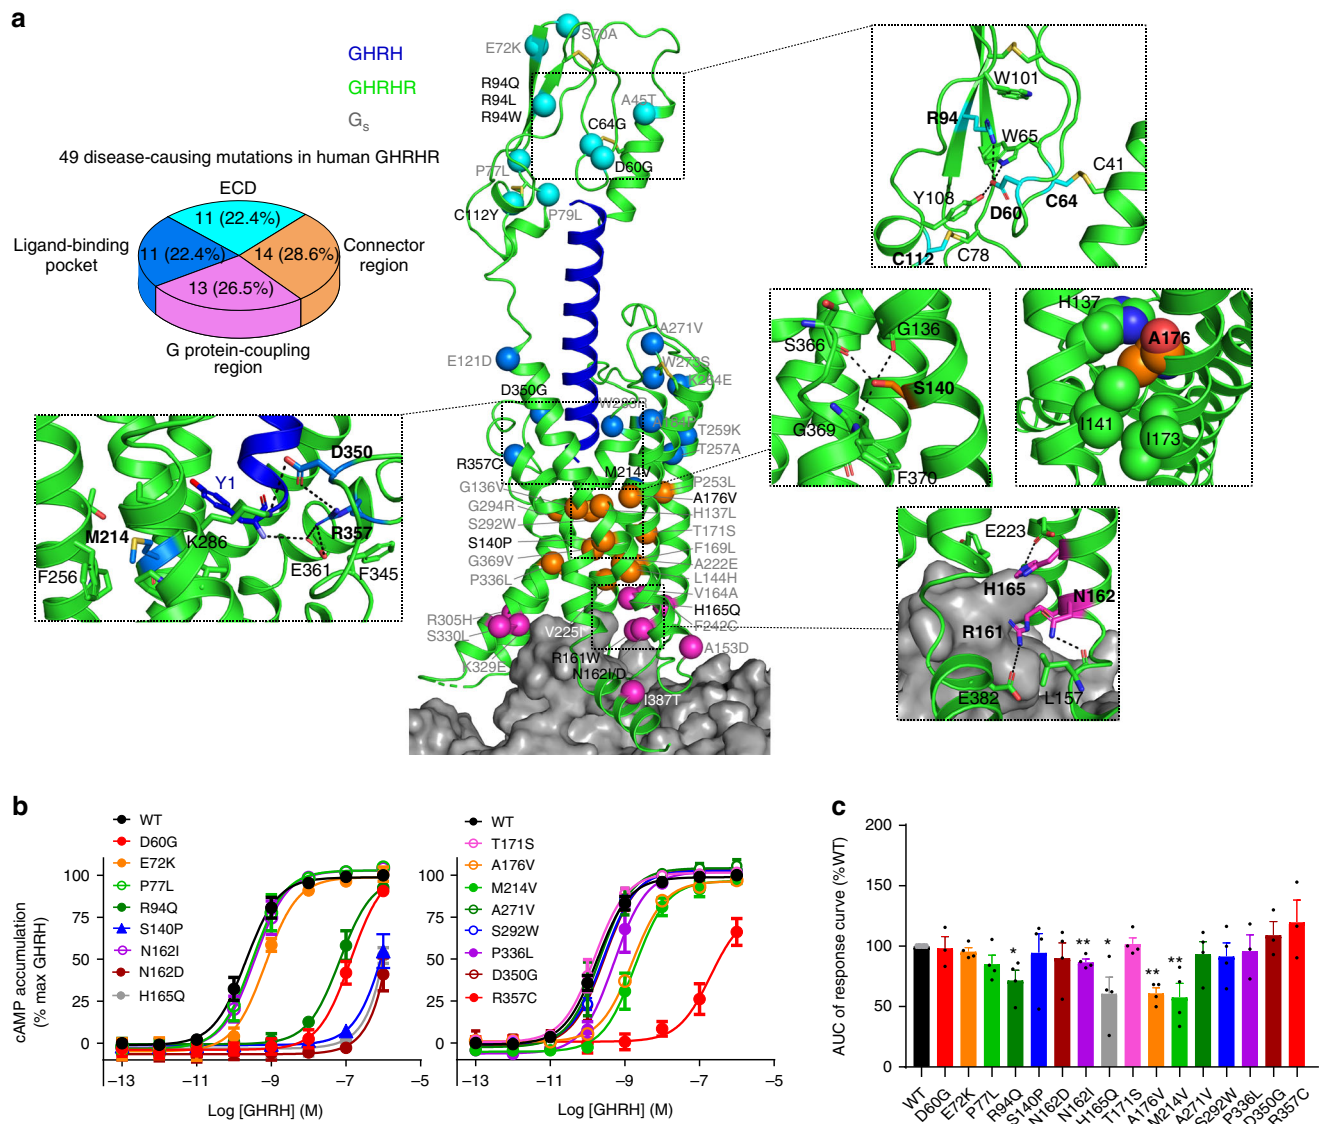 a
GHRH
GHRHR
Gs
49 disease-causing mutations in human GHRHR
ECD
11 (22.4%)
Ligand-binding
pocket
11 (22.4%)
14 (28.6%)
Connector
region
13 (26.5%)
G protein-coupling
region
S70A
E72K
R94Q
R94L
R94W
A45T
C64G
D60G
P77L
C112Y
P79L
E121D
D350G
R357C
A271V
W273S
K264E
T259K
T257A
M214V
P253L
A176V
H137L
T171S
F169L
A222E
L144H
V164A
H165Q
F242C
A153D
G136V
G294R
S292W
S140P
G369V
P336L
R305H
S330L
K329E
V225I
R161W
N162I/D
I387T
W101
R94
W65
C41
Y108
D60
C64
C112
C78
S366
G136
S140
G369
F370
H137
A176
I141
I173
E223
H165
N162
R161
E382
L157
D350
Y1
M214
K286
R357
F256
E361
F345
b
WT
D60G
E72K
P77L
R94Q
S140P
N162I
N162D
H165Q
cAMP accumulation
(% max GHRH)
100
75
50
25
0
−13
−11
−9
−7
−5
Log [GHRH] (M)
WT
T171S
A176V
M214V
A271V
S292W
P336L
D350G
R357C
100
75
50
25
0
−13
−11
−9
−7
−5
Log [GHRH] (M)
c
AUC of response curve (%WT)
200
150
100
50
0
*
**
*
**
**
WT
D60G
E72K
P77L
R94Q
S140P
N162D
N162I
H165Q
T171S
A176V
M214V
A271V
S292W
P336L
D350G
R357C